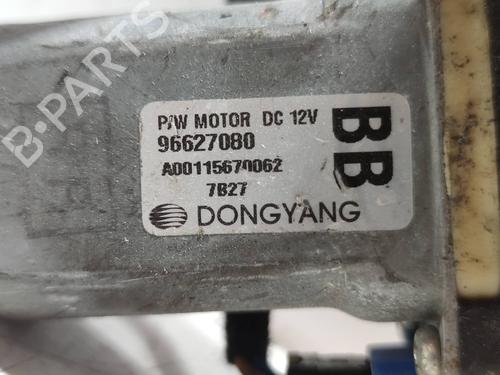 B-PARTS
P/W MOTOR DC 12V
96627080
A00115670062
7B27
DONGYANG
BB